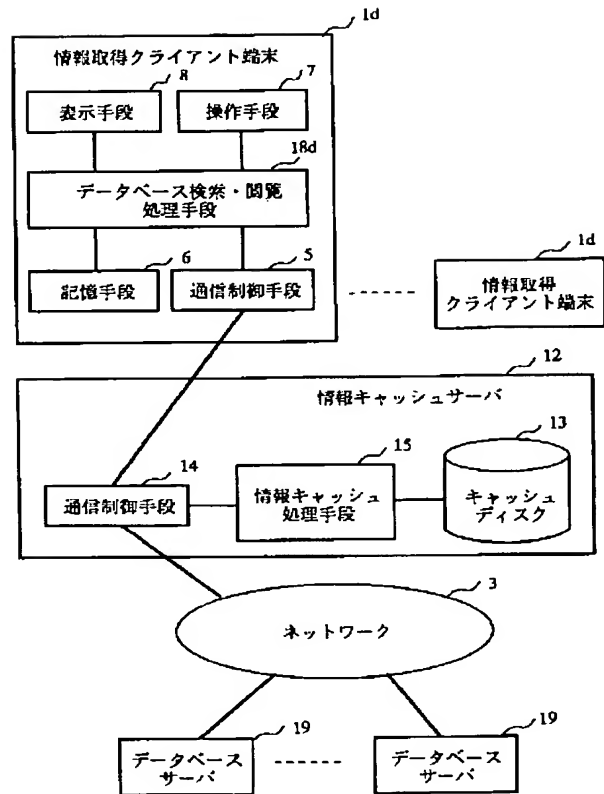 1d
情報取得クライアント端末
8
7
表示手段
操作手段
18d
データベース検索・閲覧
処理手段
6
5
記憶手段
通信制御手段
1d
情報取得
クライアント端末
12
情報キャッシュサーバ
13
14
15
通信制御手段
情報キャッシュ
処理手段
キャッシュ
ディスク
3
ネットワーク
19
19
データベース
サーバ
データベース
サーバ